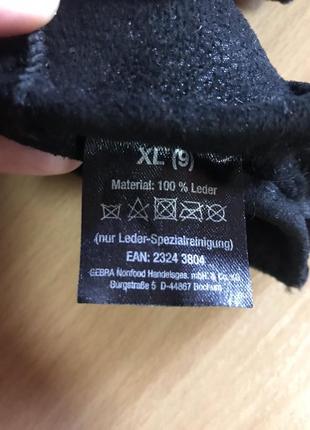 XL (9)
Material: 100 % Leder
(nur Leder-Spezialreinigung)
EAN: 2324 3804
GEBRA Nonfood Handelsges. mbH & Co. KG
Burgstraße 5 D-44867 Bochum